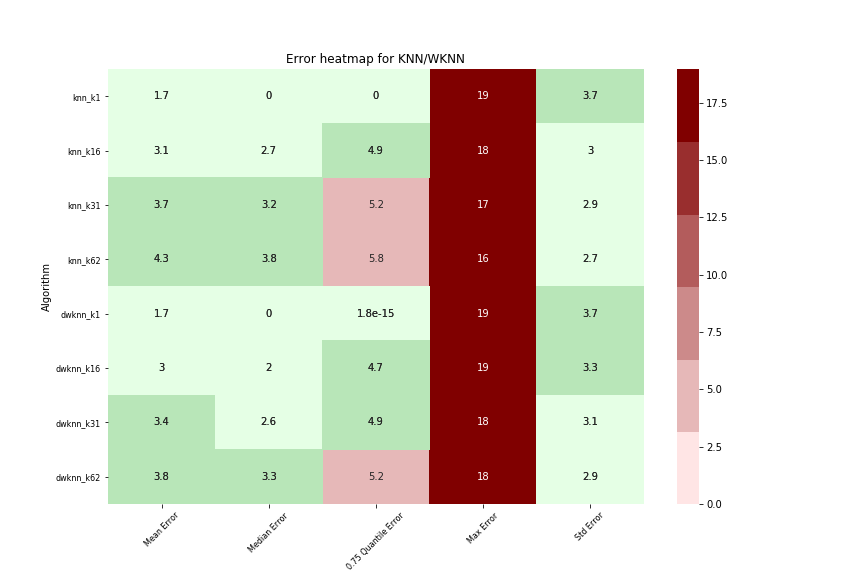 Error heatmap for KNN/WKNN
Algorithm
knn_k1 1.7 0 0 19 3.7
knn_k16 3.1 2.7 4.9 18 3
knn_k31 3.7 3.2 5.2 17 2.9
knn_k62 4.3 3.8 5.8 16 2.7
dwknn_k1 1.7 0 1.8e-15 19 3.7
dwknn_k16 3 2 4.7 19 3.3
dwknn_k31 3.4 2.6 4.9 18 3.1
dwknn_k62 3.8 3.3 5.2 18 2.9
Mean Error
Median Error
0.75 Quantile Error
Max Error
Std Error
17.5
15.0
12.5
10.0
7.5
5.0
2.5
0.0